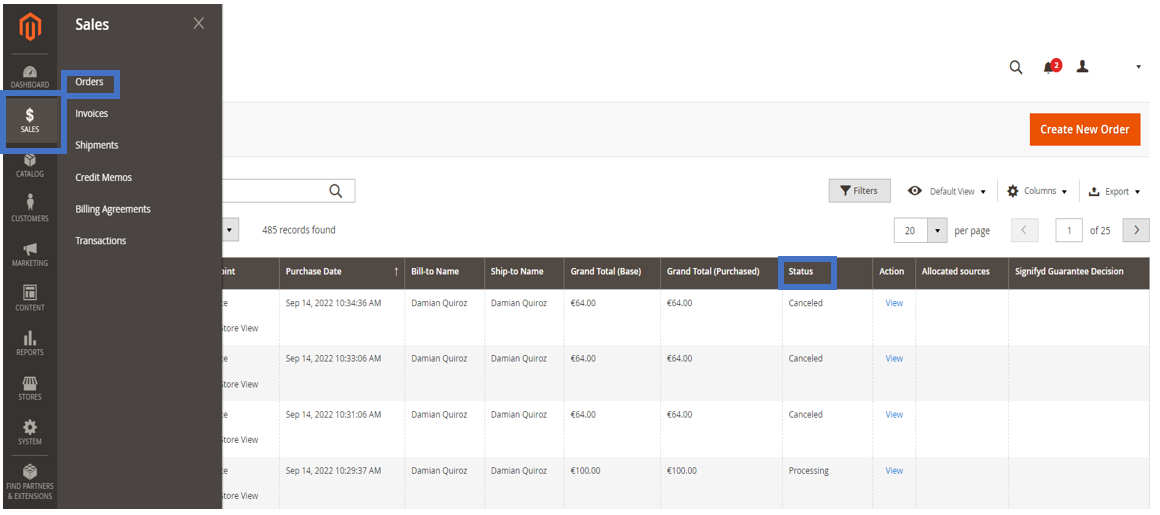 Sales
DASHBOARD
Orders
2
SALES
Invoices
Create New Order
Shipments
CATALOG
Credit Memos
Filters
Default View
Columns
Export
CUSTOMERS
Billing Agreements
485 records found
20
per page
1
of 25
Transactions
MARKETING
oint
Purchase Date ↑
Bill-to Name
Ship-to Name
Grand Total (Base)
Grand Total (Purchased)
Status
Action
Allocated sources
Signifyd Guarantee Decision
CONTENT
ce
Sep 14, 2022 10:34:36 AM
Damian Quiroz
Damian Quiroz
€64.00
€64.00
Canceled
View
Store View
REPORTS
ce
Sep 14, 2022 10:33:06 AM
Damian Quiroz
Damian Quiroz
€64.00
€64.00
Canceled
View
Store View
STORES
ce
Sep 14, 2022 10:31:06 AM
Damian Quiroz
Damian Quiroz
€64.00
€64.00
Canceled
View
Store View
SYSTEM
ce
Sep 14, 2022 10:29:37 AM
Damian Quiroz
Damian Quiroz
€100.00
€100.00
Processing
View
Store View
FIND PARTNERS
& EXTENSIONS